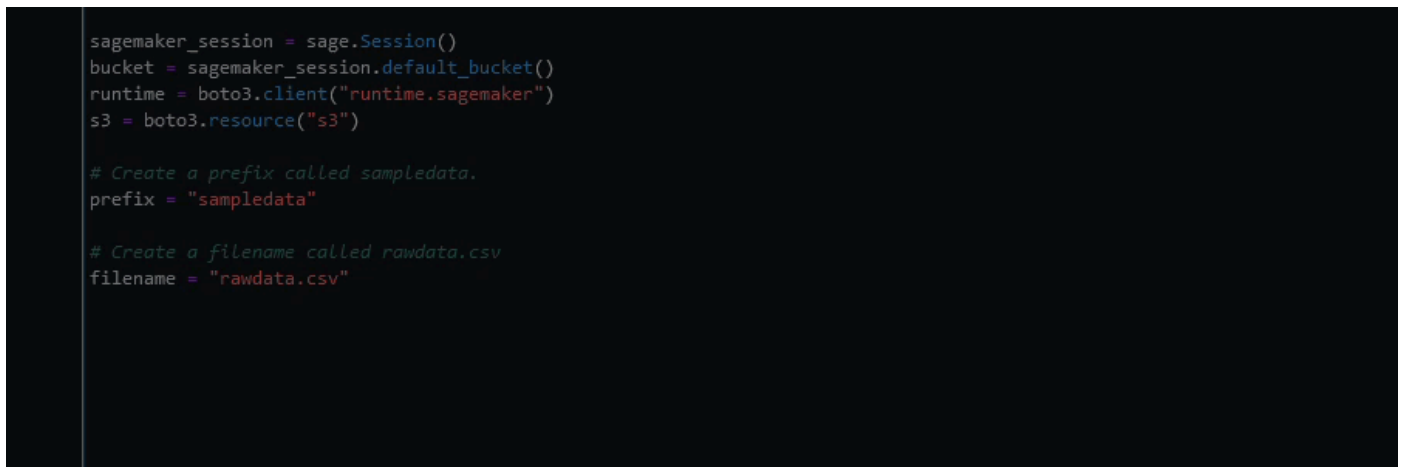 sagemaker_session = sage.Session()
bucket = sagemaker_session.default_bucket()
runtime = boto3.client("runtime.sagemaker")
s3 = boto3.resource("s3")
# Create a prefix called sampledata.
prefix = "sampledata"
# Create a filename called rawdata.csv
filename = "rawdata.csv"